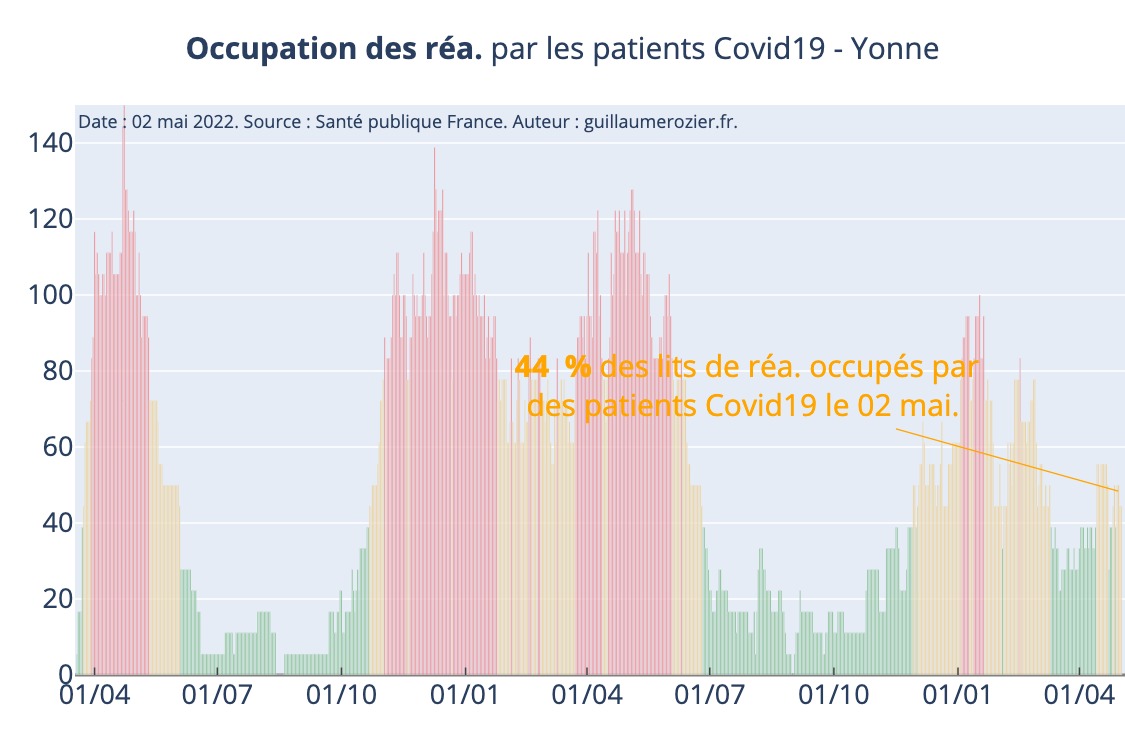 Occupation des réa. par les patients Covid19 - Yonne
Date : 02 mai 2022. Source : Santé publique France. Auteur : guillaumerozier.fr.
140
120
100
80
60
40
20
0
44 % des lits de réa. occupés par
des patients Covid19 le 02 mai.
01/04 01/07 01/10 01/01 01/04 01/07 01/10 01/01 01/04